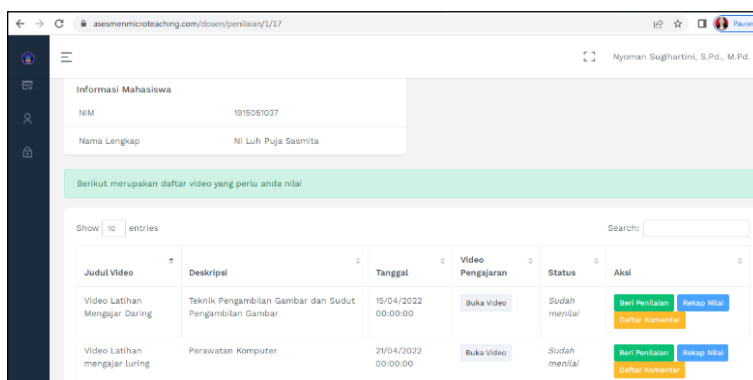 asesmenmicroteaching.com/dosen/penilaian/1/17
Paused
Nyoman Sugihartini, S.Pd., M.Pd.
Informasi Mahasiswa
NIM 1915051037
Nama Lengkap Ni Luh Puja Sasmita
Berikut merupakan daftar video yang perlu anda nilai
Show 10 entries Search:
Judul Video Deskripsi Tanggal Video Pengajaran Status Aksi
Video Latihan Mengajar Daring
Teknik Pengambilan Gambar dan Sudut Pengambilan Gambar
15/04/2022 00:00:00
Buka Video
Sudah menilai
Beri Penilaian Rekap Nilai
Daftar Komentar
Video Latihan mengajar luring
Perawatan Komputer
21/04/2022 00:00:00
Buka Video
Sudah menilai
Beri Penilaian Rekap Nilai
Daftar Komentar